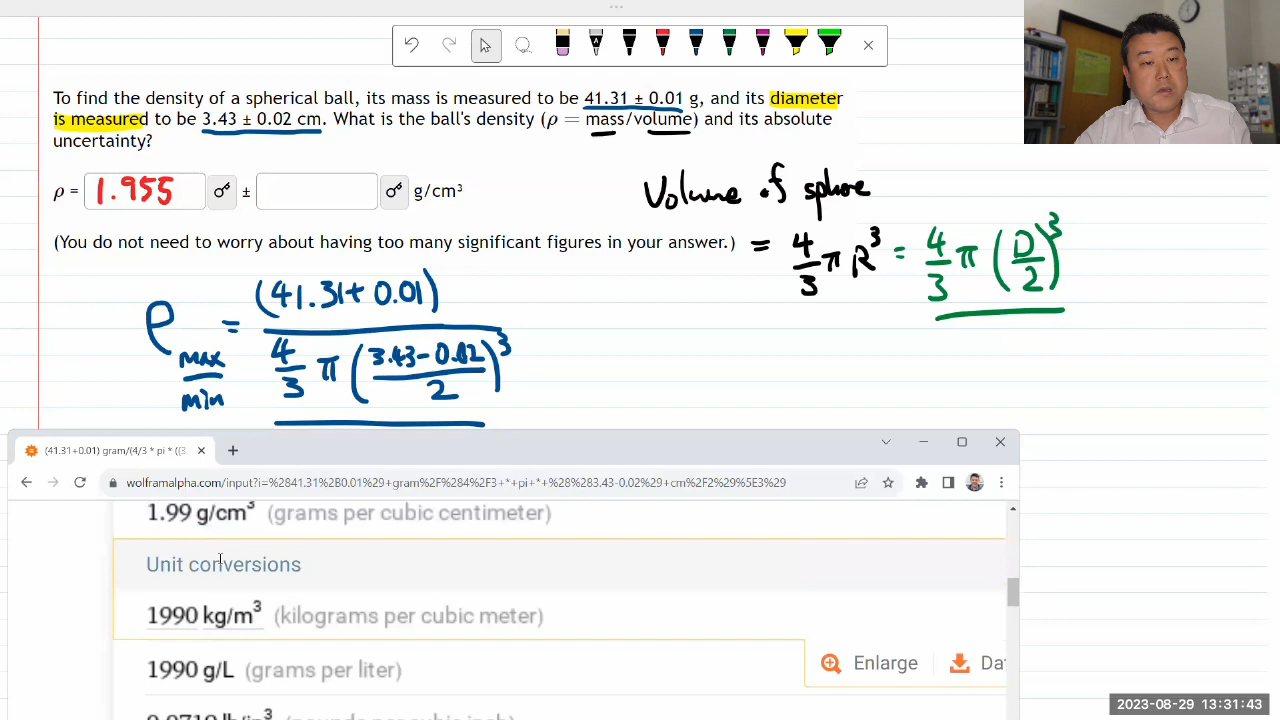 To find the density of a spherical ball, its mass is measured to be 41.31 ± 0.01 g, and its diameter
is measured to be 3.43 ± 0.02 cm. What is the ball's density (ρ = mass/volume) and its absolute
uncertainty?
ρ = 1.955 ± g/cm³
Volume of sphere
(You do not need to worry about having too many significant figures in your answer.)
= 4/3 π R³ = 4/3 π (D/2)³
ρ max/min = (41.31 + 0.01) / 4/3 π (3.43 - 0.02 / 2)³
(41.31+0.01) gram/(4/3 * pi * ((3.
wolframalpha.com/input?i=%2841.31%2B0.01%29+gram%2F%284%2F3+*+pi+*+%28%283.43-0.02%29+cm%2F2%29%5E3%29
1.99 g/cm³ (grams per cubic centimeter)
Unit conversions
1990 kg/m³ (kilograms per cubic meter)
Enlarge
Da
1990 g/L (grams per liter)
2023-08-29 13:31:43